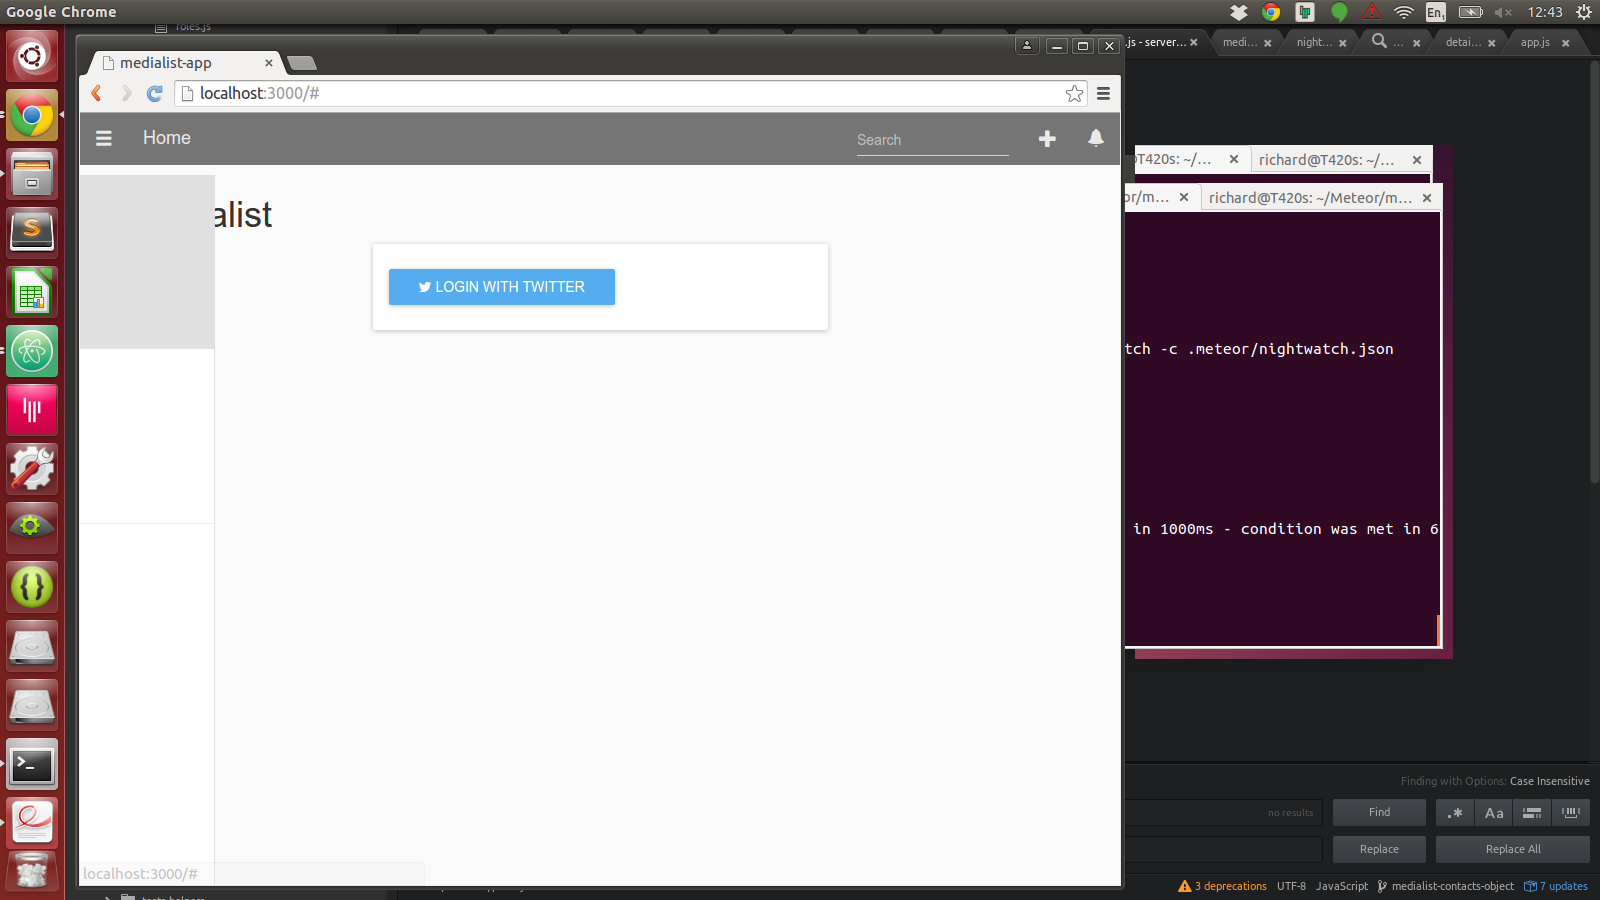 Google Chrome
En1
12:43
roles.js
medialist-app
.js - server...
medi...
night...
...
detai...
app.js
localhost:3000/#
Home
Search
T420s: ~/...
richard@T420s: ~/...
or/m...
richard@T420s: ~/Meteor/m...
alist
LOGIN WITH TWITTER
tch -c .meteor/nightwatch.json
in 1000ms - condition was met in 6
Finding with Options: Case Insensitive
no results
Find
.*
Aa
Replace
Replace All
localhost:3000/#
3 deprecations
UTF-8
JavaScript
medialist-contacts-object
7 updates